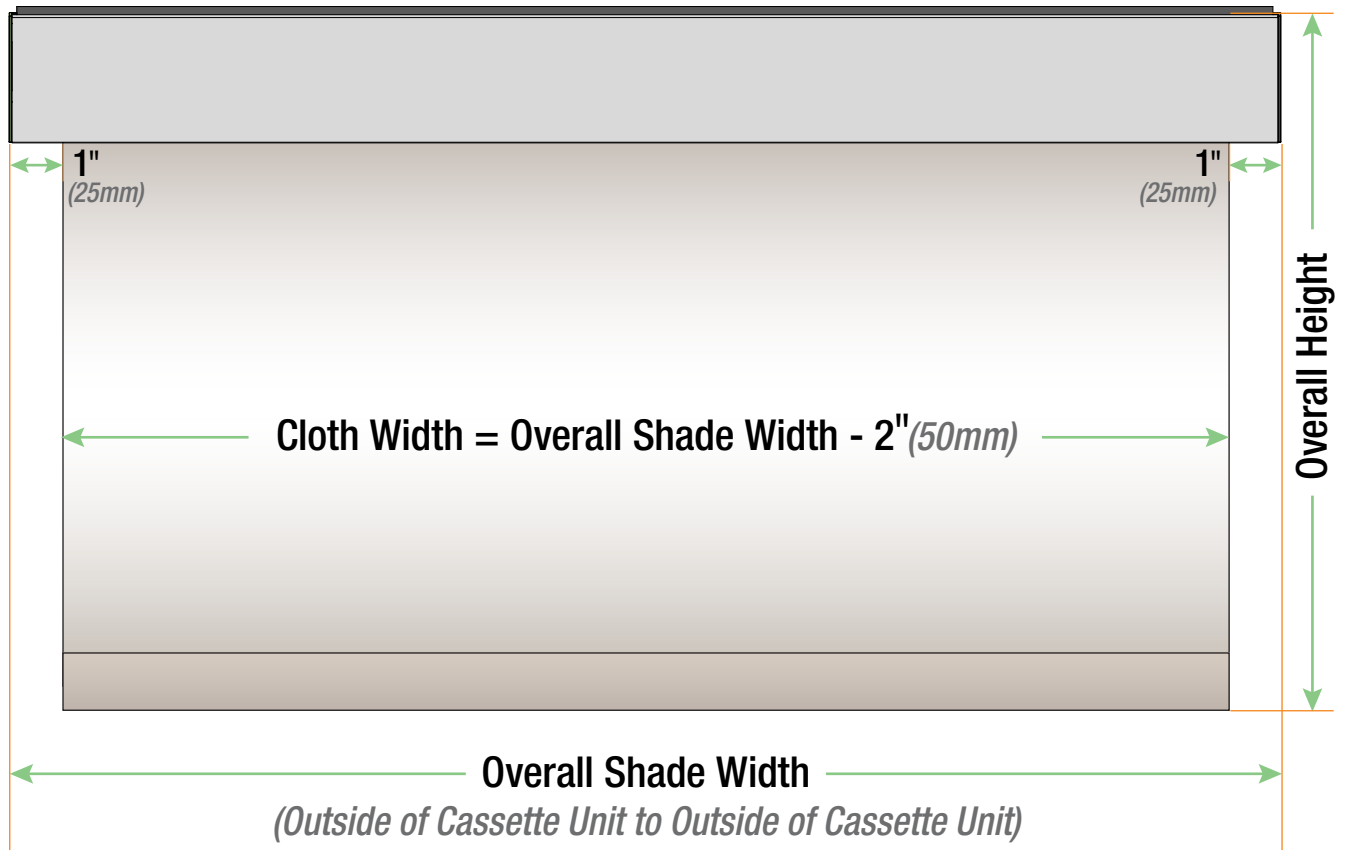 1" 1"
(25mm) (25mm)
Overall Height
Cloth Width = Overall Shade Width - 2"(50mm)
Overall Shade Width
(Outside of Cassette Unit to Outside of Cassette Unit)